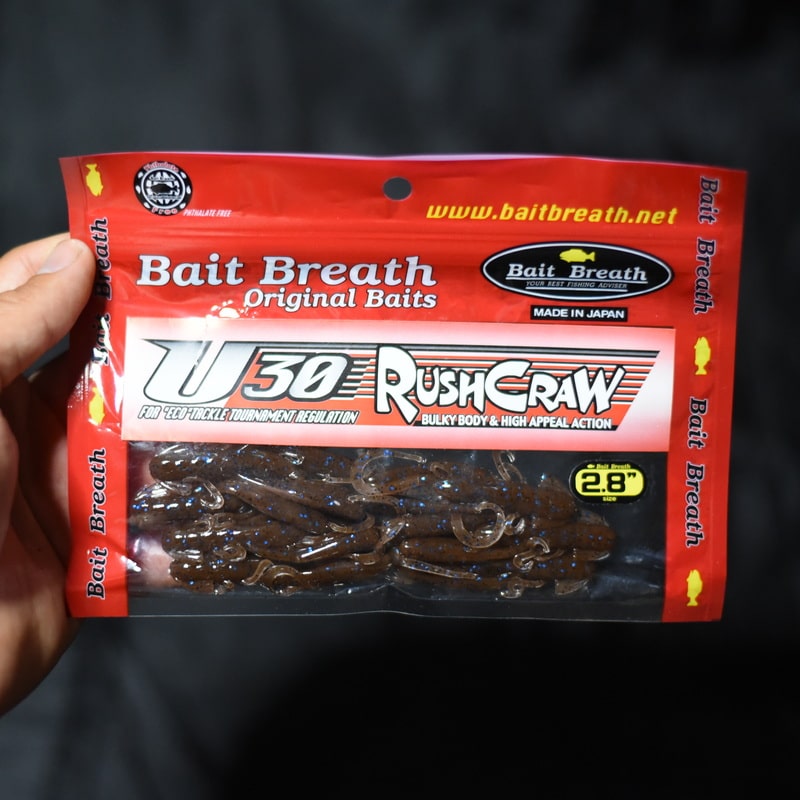 Phthalate
Free
PHTHALATE FREE
www.baitbreath.net
Bait Breath
Original Baits
Bait Breath
YOUR BEST FISHING ADVISER
MADE IN JAPAN
U30
RUSHCRAW
FOR "ECO" TACKLE TOURNAMENT REGULATION
BULKY BODY & HIGH APPEAL ACTION
Bait Breath
2.8"
size
Bait Breath
Bait Breath
Bait Breath
Bait Breath